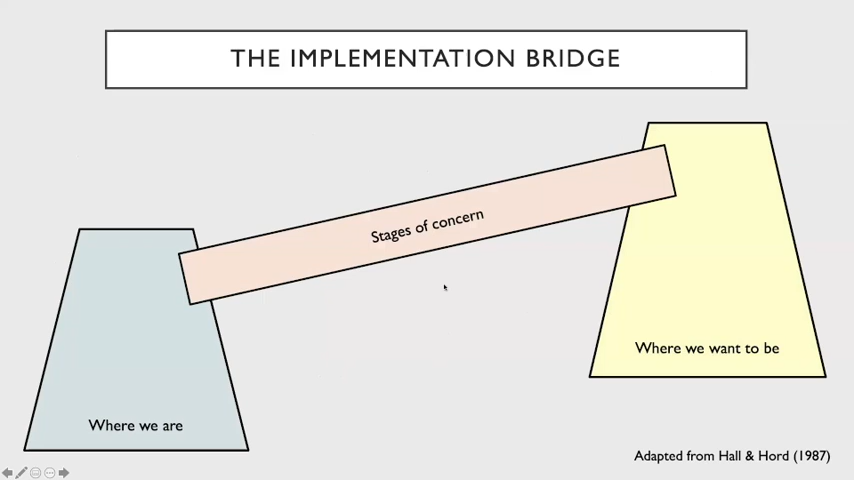 THE IMPLEMENTATION BRIDGE
Stages of concern
Where we want to be
Where we are
Adapted from Hall & Hord (1987)